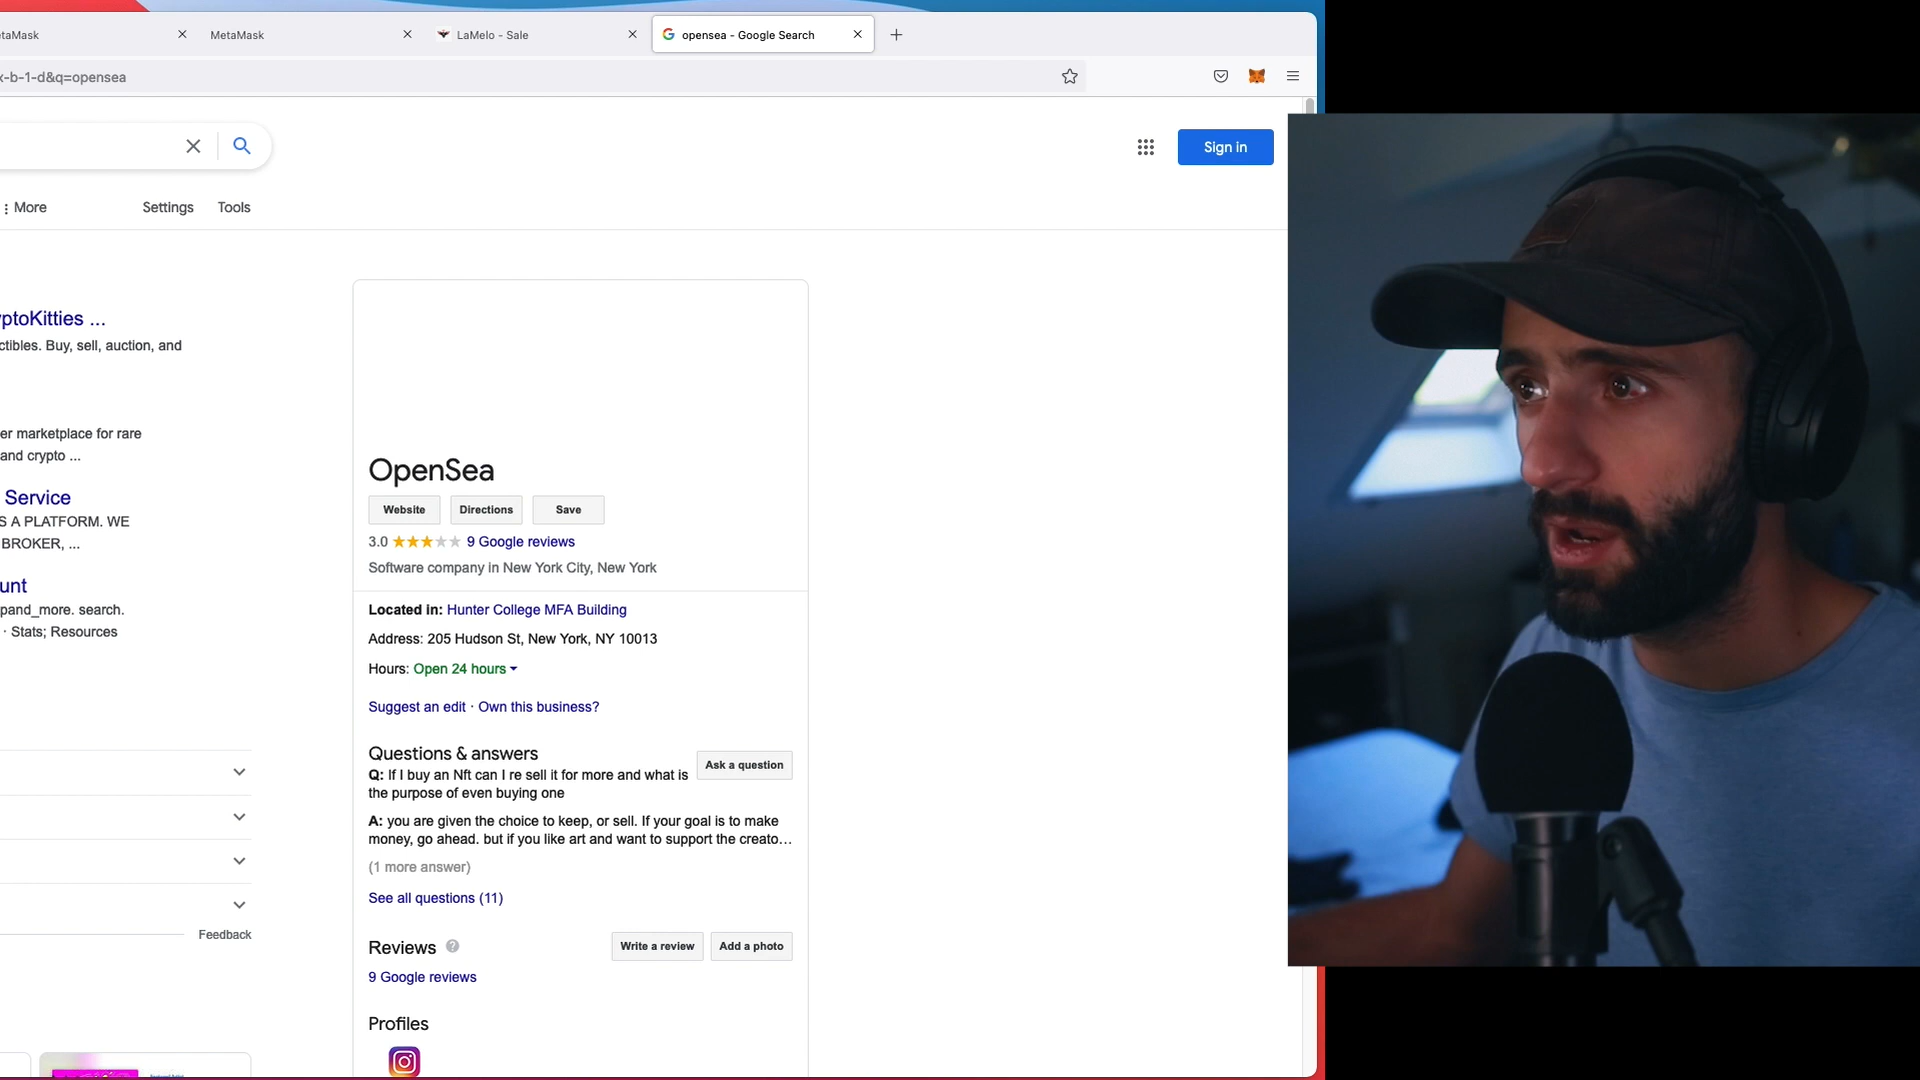 etaMask
MetaMask
LaMelo - Sale
opensea - Google Search
x-b-1-d&q=opensea
Sign in
More
Settings
Tools
ptoKitties ...
ctibles. Buy, sell, auction, and
er marketplace for rare
and crypto ...
Service
S A PLATFORM. WE
BROKER, ...
unt
pand_more. search.
· Stats; Resources
Feedback
OpenSea
Website
Directions
Save
3.0
9 Google reviews
Software company in New York City, New York
Located in: Hunter College MFA Building
Address: 205 Hudson St, New York, NY 10013
Hours: Open 24 hours
Suggest an edit · Own this business?
Questions & answers
Ask a question
Q: If I buy an Nft can I re sell it for more and what is
the purpose of even buying one
A: you are given the choice to keep, or sell. If your goal is to make
money, go ahead. but if you like art and want to support the creato...
(1 more answer)
See all questions (11)
Reviews
Write a review
Add a photo
9 Google reviews
Profiles